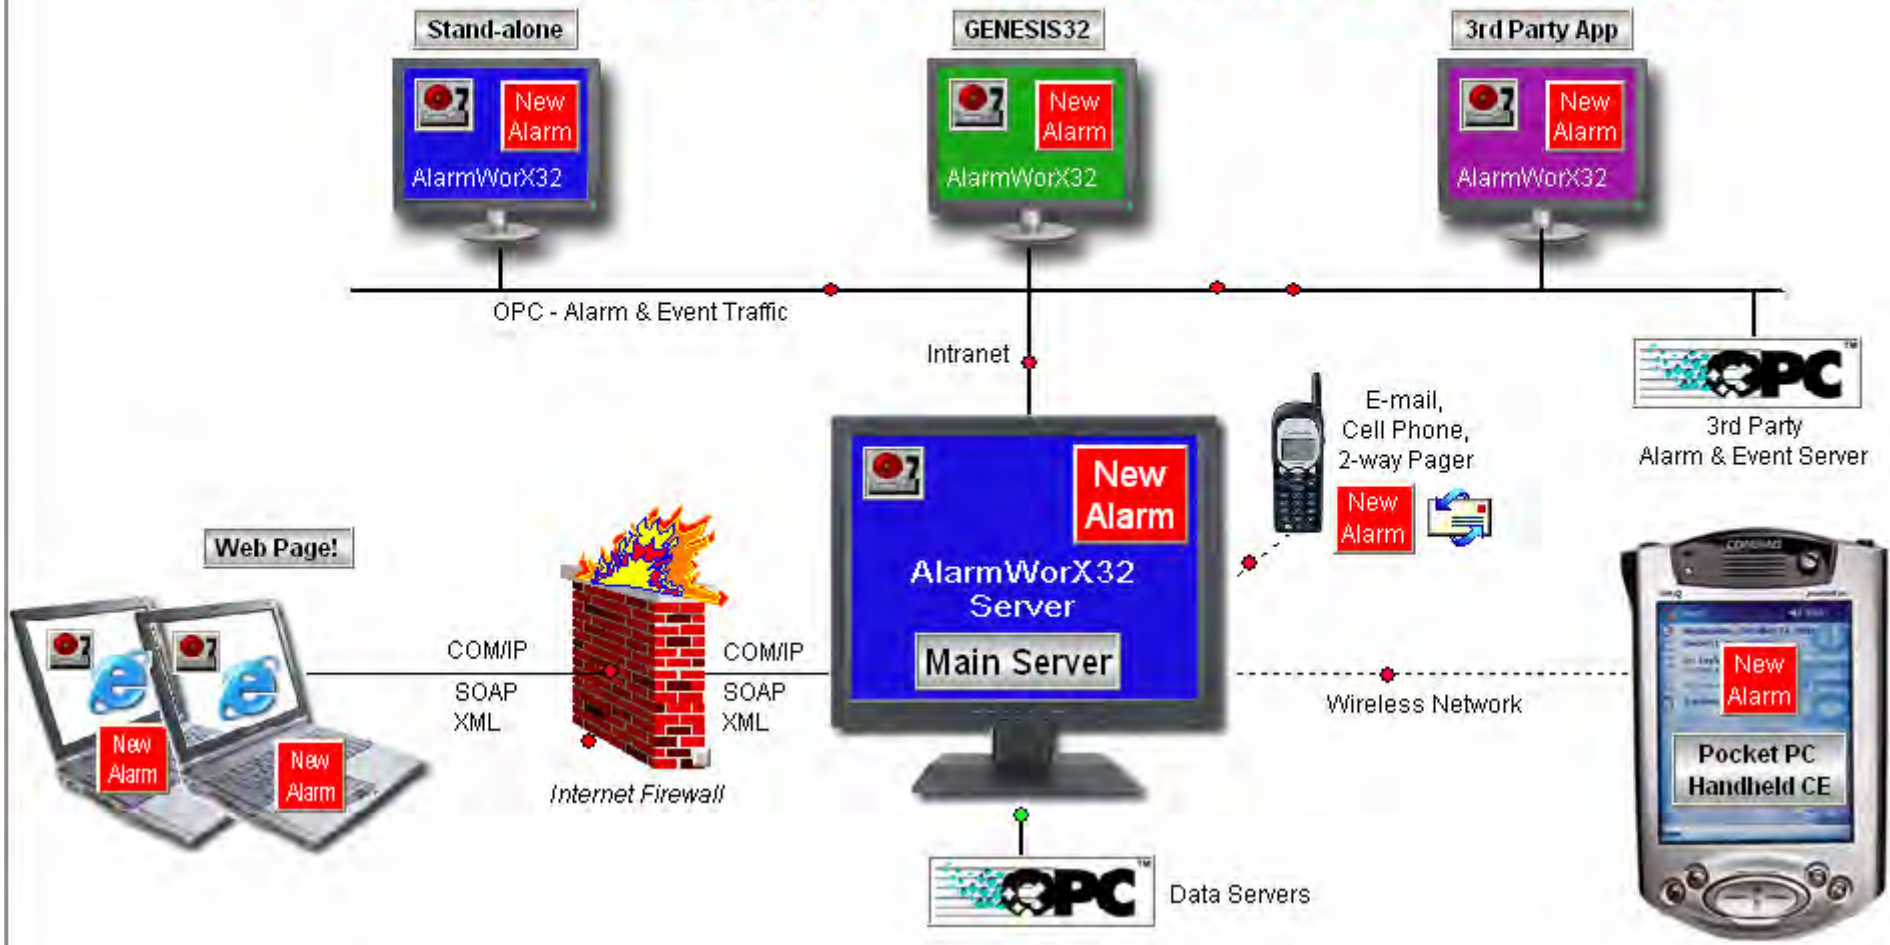 Stand-alone
GENESIS32
3rd Party App
New
Alarm
AlarmWorX32
New
Alarm
AlarmWorX32
New
Alarm
AlarmWorX32
OPC - Alarm & Event Traffic
Intranet
OPC™
3rd Party
Alarm & Event Server
E-mail,
Cell Phone,
2-way Pager
New
Alarm
New
Alarm
AlarmWorX32
Server
Main Server
Web Page!
COM/IP
SOAP
XML
COM/IP
SOAP
XML
Internet Firewall
New
Alarm
New
Alarm
Wireless Network
New
Alarm
Pocket PC
Handheld CE
OPC™
Data Servers